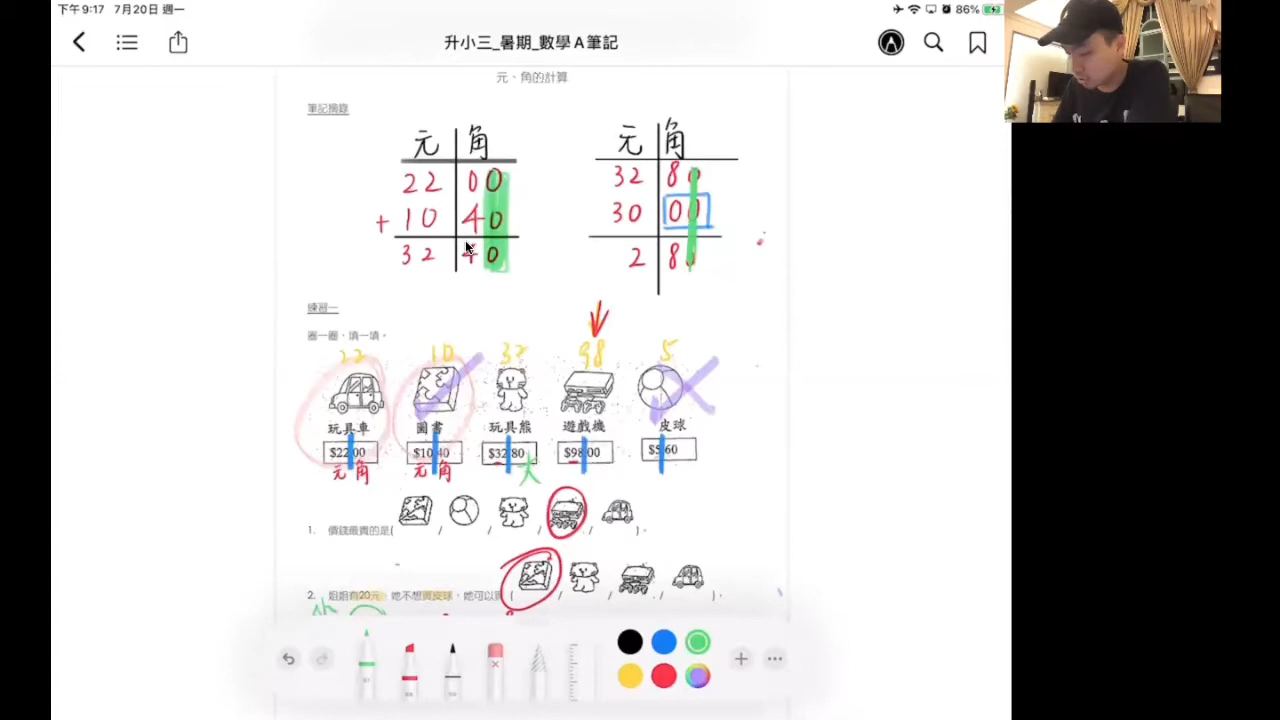 下午9:17 7月20日 週一
86%
升小三_暑期_數學A筆記
元、角的計算
筆記摘錄
元 角
22 00
+ 10 40
32 40
元 角
32 80
30 00
2 80
練習一
圈一圈，填一填。
22 10 32 98 5
玩具車 圖書 玩具熊 遊戲機 皮球
$22.00 $10.40 $32.80 $98.00 $5.60
元 角 元 角 大
1. 價錢最貴的是( / / / / )。
2. 姐姐有20元，她不想買皮球，她可以買( / / / )。